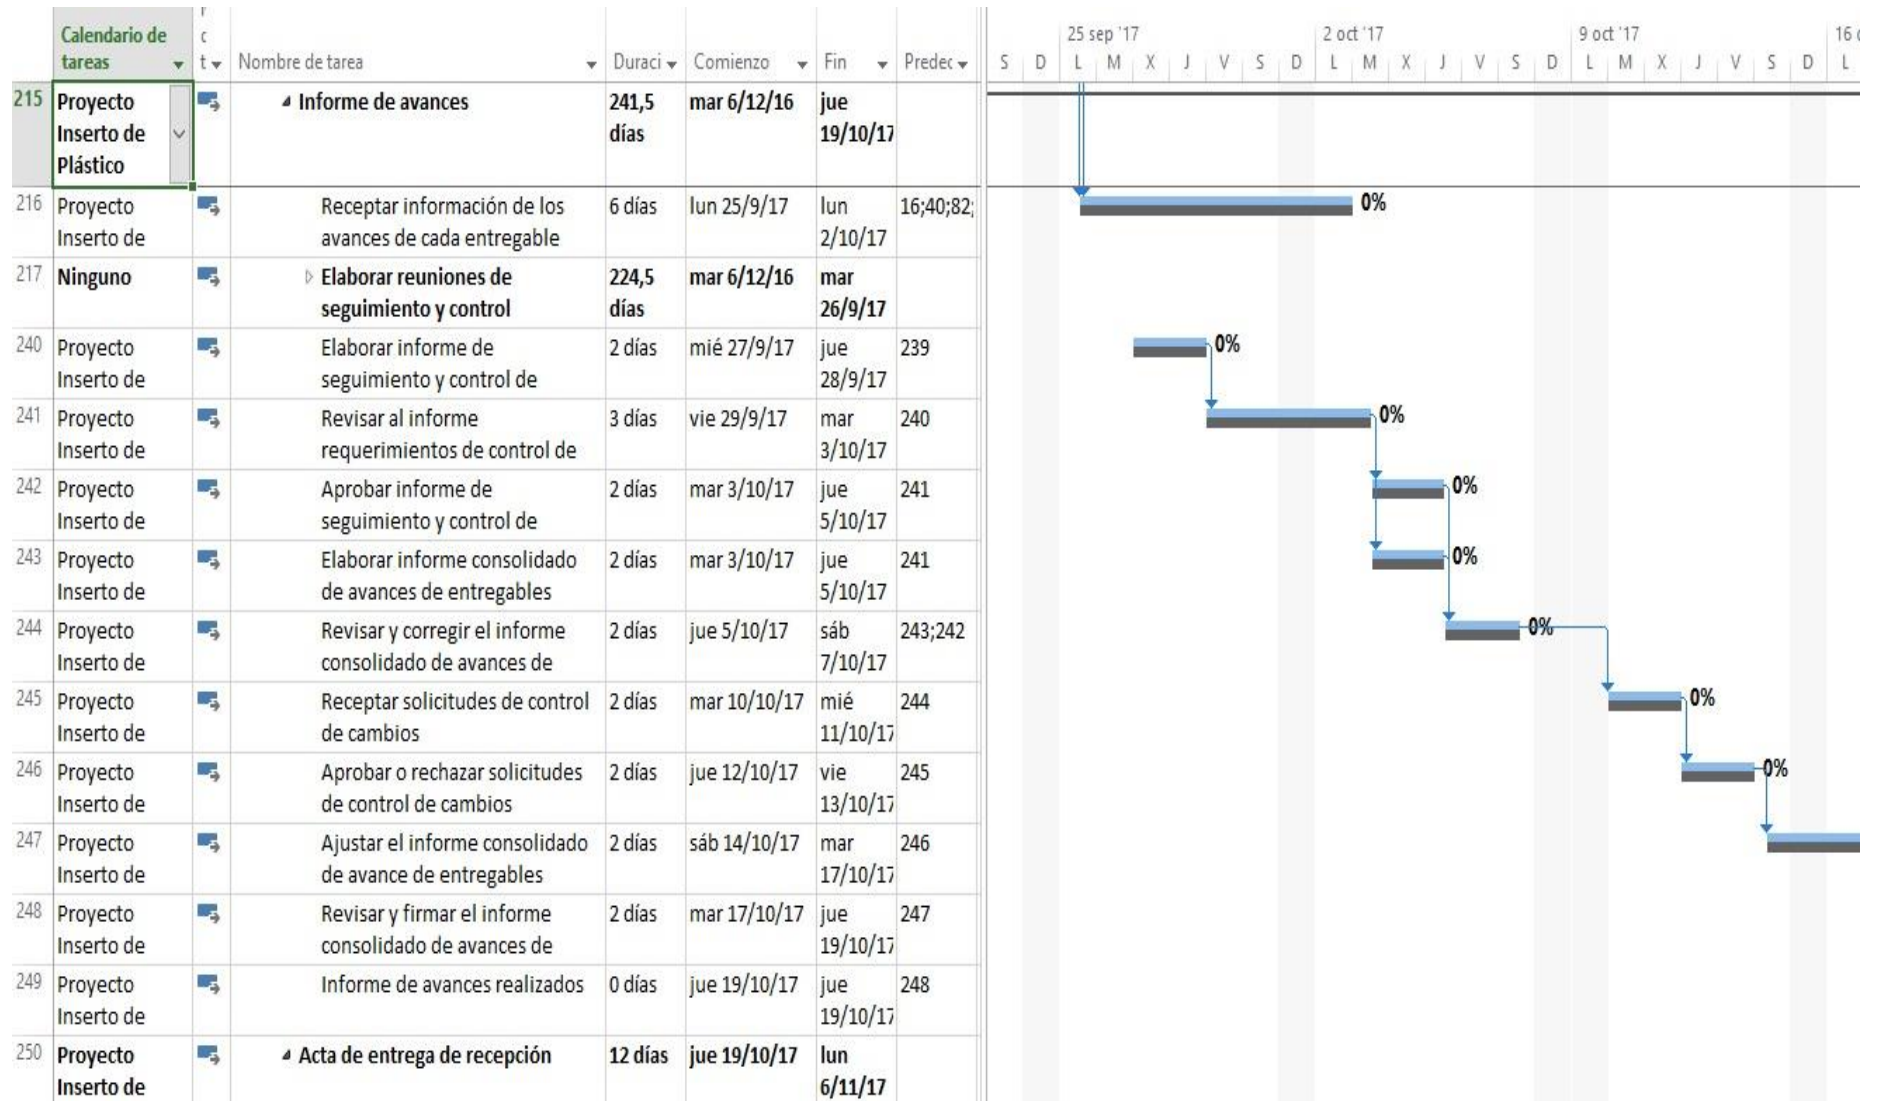 Calendario de tareas Nombre de tarea Duraci Comienzo Fin Predec
25 sep '17 2 oct '17 9 oct '17 16
S D L M X J V S D L M X J V S D L M X J V S D L
215 Proyecto Informe de avances 241,5 mar 6/12/16 jue
Inserto de días 19/10/17
Plástico
216 Proyecto Receptar información de los 6 días lun 25/9/17 lun 16;40;82; 0%
Inserto de avances de cada entregable 2/10/17
217 Ninguno Elaborar reuniones de 224,5 mar 6/12/16 mar
seguimiento y control días 26/9/17
240 Proyecto Elaborar informe de 2 días mié 27/9/17 jue 239 0%
Inserto de seguimiento y control de 28/9/17
241 Proyecto Revisar al informe 3 días vie 29/9/17 mar 240 0%
Inserto de requerimientos de control de 3/10/17
242 Proyecto Aprobar informe de 2 días mar 3/10/17 jue 241 0%
Inserto de seguimiento y control de 5/10/17
243 Proyecto Elaborar informe consolidado 2 días mar 3/10/17 jue 241 0%
Inserto de de avances de entregables 5/10/17
244 Proyecto Revisar y corregir el informe 2 días jue 5/10/17 sáb 243;242 0%
Inserto de consolidado de avances de 7/10/17
245 Proyecto Receptar solicitudes de control 2 días mar 10/10/17 mié 244 0%
Inserto de de cambios 11/10/17
246 Proyecto Aprobar o rechazar solicitudes 2 días jue 12/10/17 vie 245 0%
Inserto de de control de cambios 13/10/17
247 Proyecto Ajustar el informe consolidado 2 días sáb 14/10/17 mar 246
Inserto de de avance de entregables 17/10/17
248 Proyecto Revisar y firmar el informe 2 días mar 17/10/17 jue 247
Inserto de consolidado de avances de 19/10/17
249 Proyecto Informe de avances realizados 0 días jue 19/10/17 jue 248
Inserto de 19/10/17
250 Proyecto Acta de entrega de recepción 12 días jue 19/10/17 lun
Inserto de 6/11/17